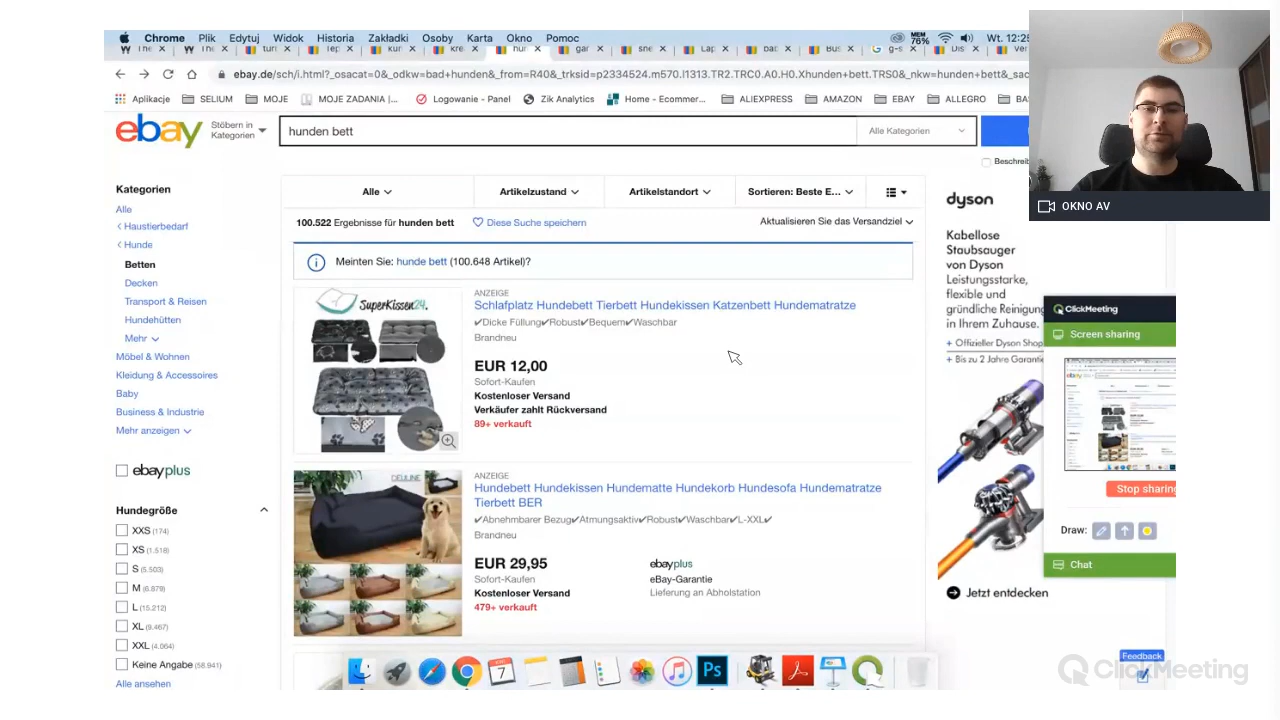 Chrome Plik Edytuj Widok Historia Zakładki Osoby Karta Okno Pomoc
MEM 76%
Wt. 12:25
ebay.de/sch/i.html?_osacat=0&_odkw=bad+hunden&_from=R40&_trksid=p2334524.m570.l1313.TR2.TRC0.A0.H0.Xhunden+bett.TRS0&_nkw=hunden+bett&_sac
Aplikacje SELIUM MOJE MOJE ZADANIA |... Logowanie - Panel Zik Analytics Home - Ecommer... ALIEXPRESS AMAZON EBAY ALLEGRO
ebay
Stöbern in Kategorien
hunden bett
Alle Kategorien
Beschreib
OKNO AV
Kategorien
Alle
Haustierbedarf
Hunde
Betten
Decken
Transport & Reisen
Hundehütten
Mehr
Möbel & Wohnen
Kleidung & Accessoires
Baby
Business & Industrie
Mehr anzeigen
ebayplus
Hundegröße
XXS (174)
XS (1.518)
S (5.503)
M (6.879)
L (15.212)
XL (9.467)
XXL (4.064)
Keine Angabe (58.941)
Alle ansehen
Alle Artikelzustand Artikelstandort Sortieren: Beste E...
100.522 Ergebnisse für hunden bett Diese Suche speichern Aktualisieren Sie das Versandziel
Meinten Sie: hunde bett (100.648 Artikel)?
SuperKissen24.
ANZEIGE
Schlafplatz Hundebett Tierbett Hundekissen Katzenbett Hundematratze
✔Dicke Füllung✔Robust✔Bequem✔Waschbar
Brandneu
EUR 12,00
Sofort-Kaufen
Kostenloser Versand
Verkäufer zahlt Rückversand
89+ verkauft
ANZEIGE
Hundebett Hundekissen Hundematte Hundekorb Hundesofa Hundematratze
Tierbett BER
✔Abnehmbarer Bezug✔Atmungsaktiv✔Robust✔Waschbar✔L-XXL✔
Brandneu
EUR 29,95
Sofort-Kaufen
Kostenloser Versand
479+ verkauft
ebayplus
eBay-Garantie
Lieferung an Abholstation
dyson
Kabellose
Staubsauger
von Dyson
Leistungsstarke,
flexible und
gründliche Reinigung
in Ihrem Zuhause.
+ Offizieller Dyson Shop
+ Bis zu 2 Jahre Garantie
Jetzt entdecken
ClickMeeting
Screen sharing
Stop sharing
Draw:
Chat
Feedback
Ps
7
ClickMeeting